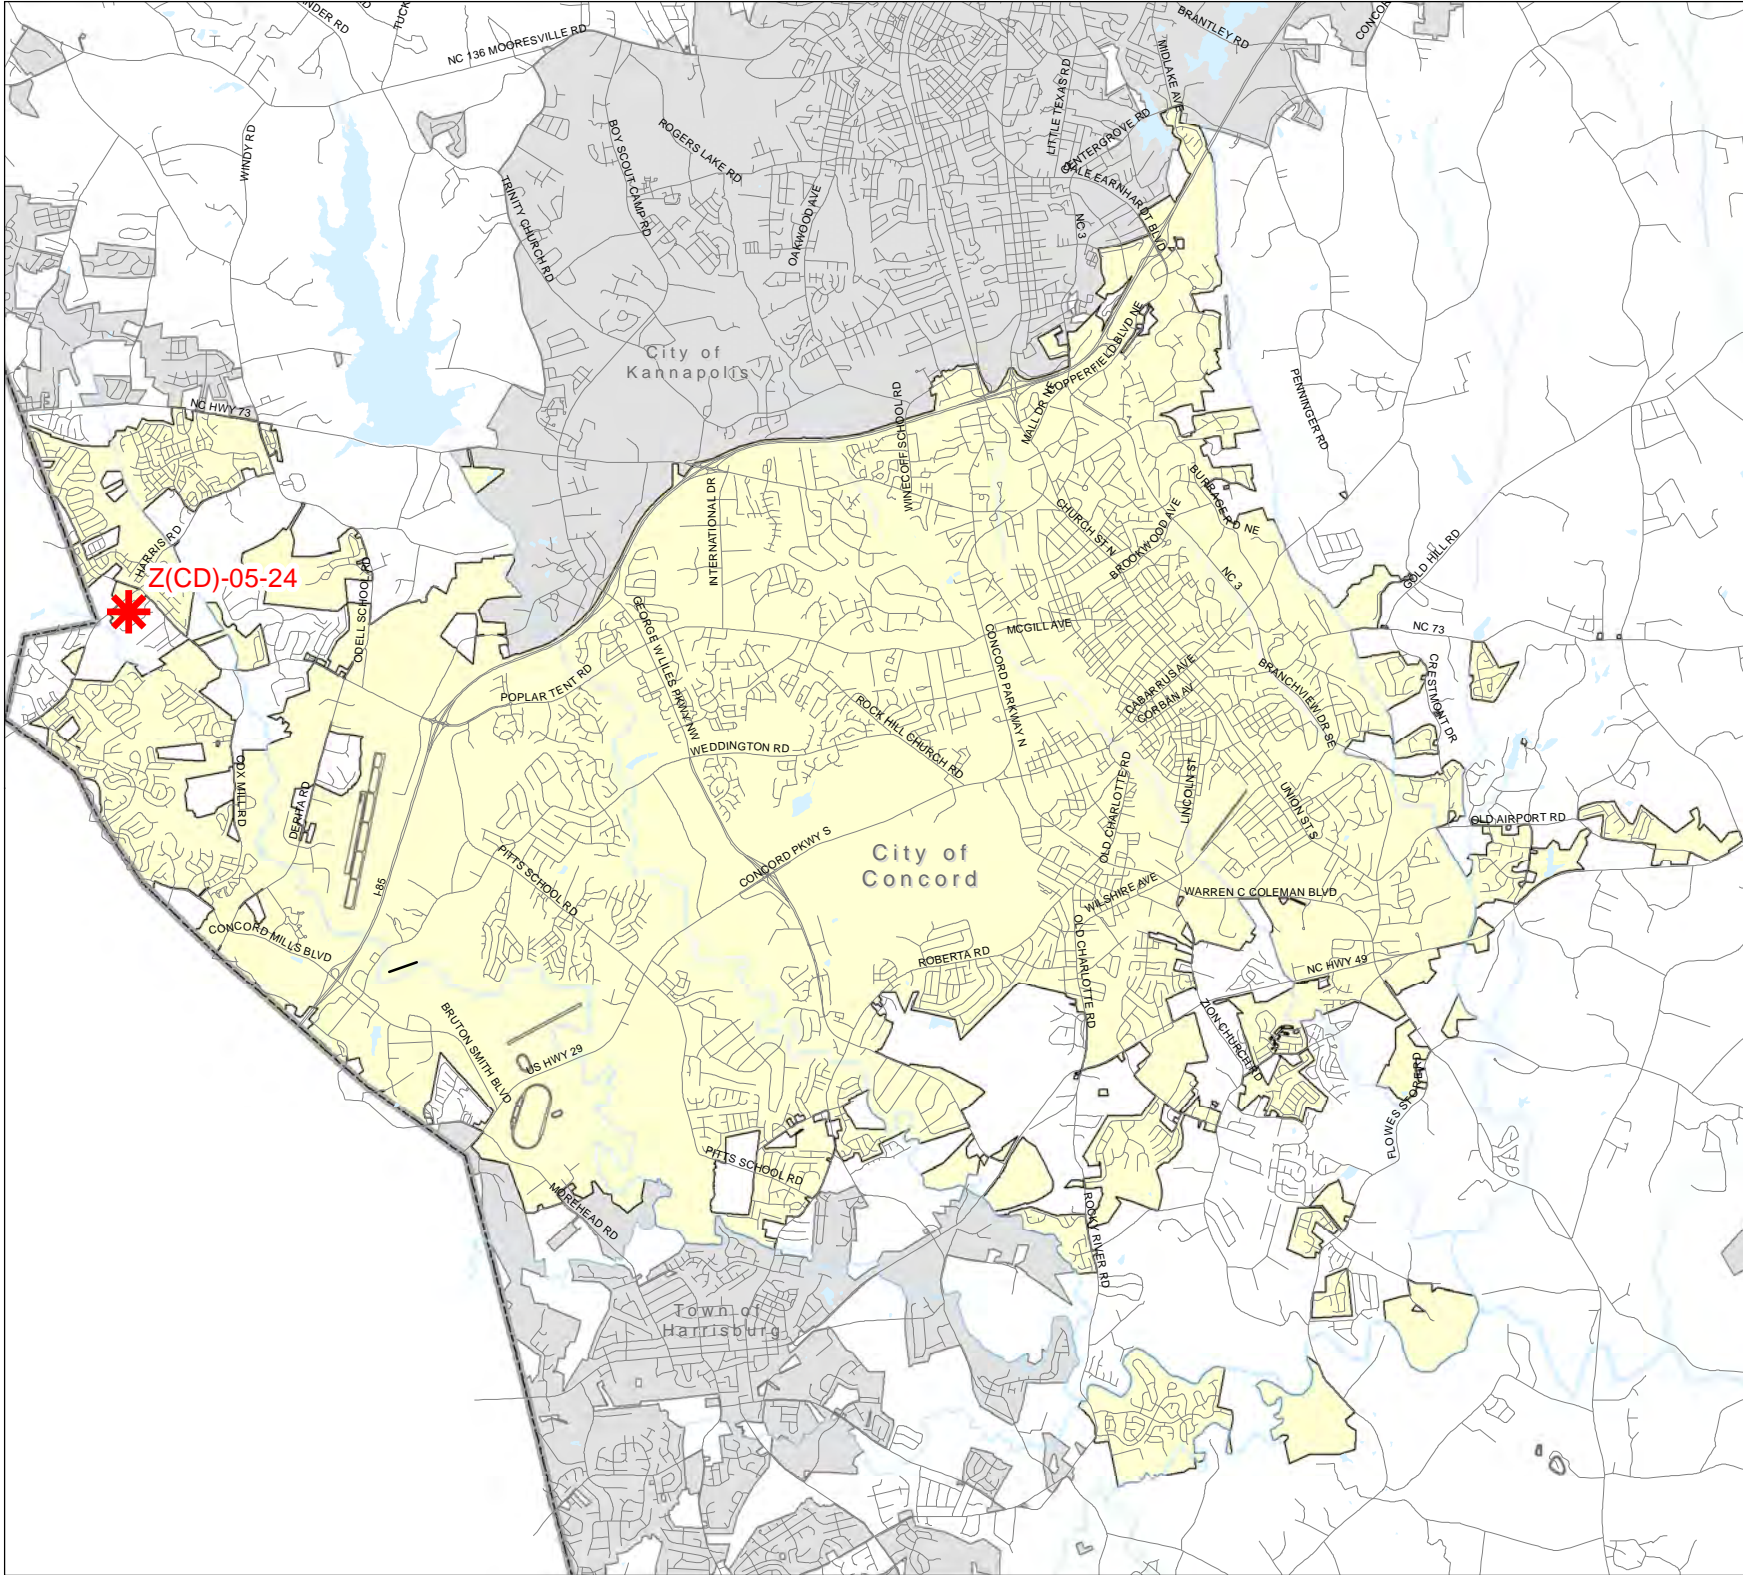 BRANTLEY RD
NC 136 MOORESVILLE RD
MIDLAKE AVE
LITTLE TEXAS RD
WINDY RD
BOY SCOUT CAMP RD
ROGERS LAKE RD
CENTERGROVE RD
DALE EARNHARDT BLVD
TRINITY CHURCH RD
OAKWOOD AVE
NC 3
City of
Kannapolis
COPPERFIELD BLVD NE
MALL DR NE
WINECOFF SCHOOL RD
PENNINGER RD
NC HWY 73
INTERNATIONAL DR
BURRAGE RD NE
CHURCH ST N
BROOKWOOD AVE
HARRIS RD
GOLD HILL RD
Z(CD)-05-24
NC 3
ODELL SCHOOL RD
GEORGE W LILES PKWY NW
MCGILL AVE
CONCORD PARKWAY N
NC 73
CRESTMONT DR
POPLAR TENT RD
CABARRUS AVE
CORBAN AV
BRANCHVIEW DR SE
ROCK HILL CHURCH RD
WEDDINGTON RD
COX MILL RD
DERITA RD
OLD CHARLOTTE RD
LINCOLN ST
UNION ST S
OLD AIRPORT RD
CONCORD PKWY S
City of
Concord
PITTS SCHOOL RD
I-85
WILSHIRE AVE
WARREN C COLEMAN BLVD
CONCORD MILLS BLVD
ROBERTA RD
OLD CHARLOTTE RD
NC HWY 49
BRUTON SMITH BLVD
US HWY 29
ZION CHURCH RD
FLOWES STORE RD
PITTS SCHOOL RD
MOREHEAD RD
ROCKY RIVER RD
Town of
Harrisburg